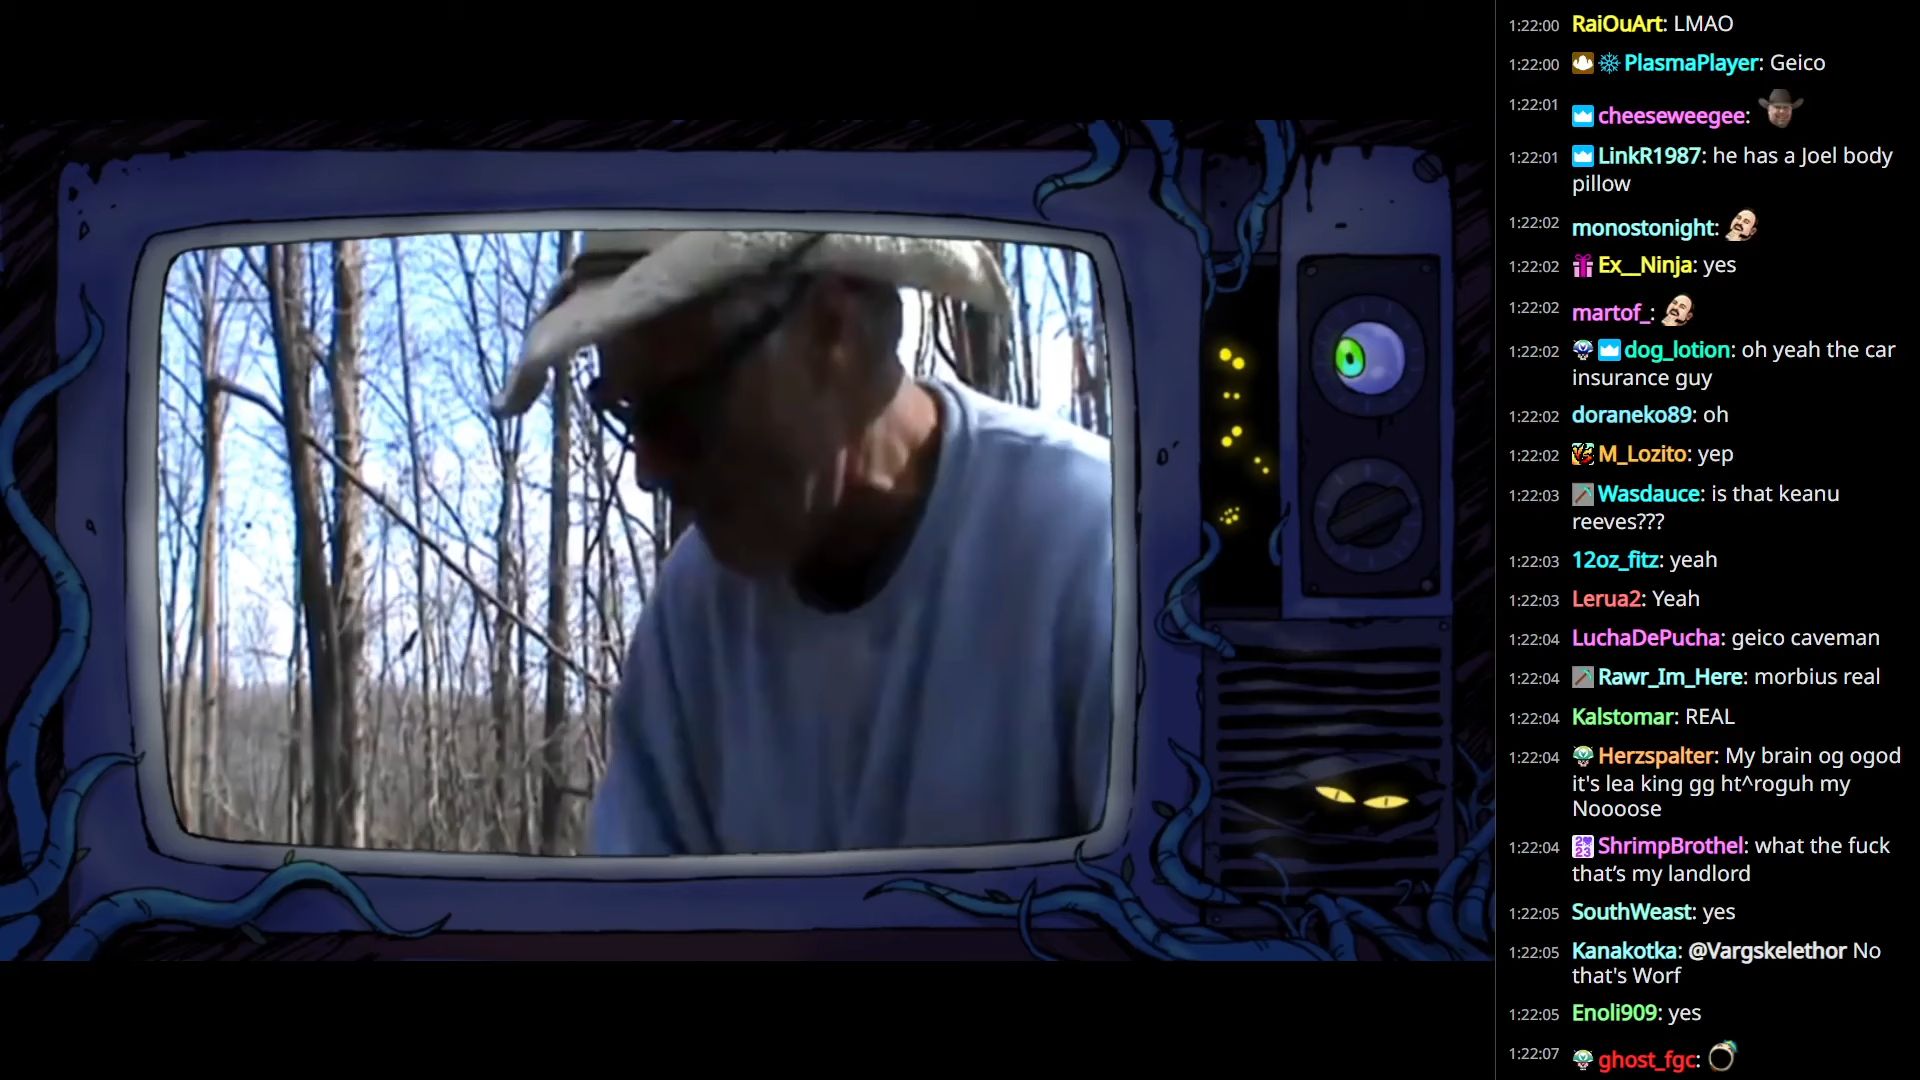 1:22:00 RaiOuArt: LMAO
1:22:00 PlasmaPlayer: Geico
1:22:01 cheeseweegee:
1:22:01 LinkR1987: he has a Joel body
pillow
1:22:02 monostonight:
1:22:02 Ex__Ninja: yes
1:22:02 martof_:
1:22:02 dog_lotion: oh yeah the car
insurance guy
1:22:02 doraneko89: oh
1:22:02 M_Lozito: yep
1:22:03 Wasdauce: is that keanu
reeves???
1:22:03 12oz_fitz: yeah
1:22:03 Lerua2: Yeah
1:22:04 LuchaDePucha: geico caveman
1:22:04 Rawr_Im_Here: morbius real
1:22:04 Kalstomar: REAL
1:22:04 Herzspalter: My brain og ogod
it's lea king gg ht^roguh my
Noooose
1:22:04 ShrimpBrothel: what the fuck
that's my landlord
1:22:05 SouthWeast: yes
1:22:05 Kanakotka: @Vargskelethor No
that's Worf
1:22:05 Enoli909: yes
1:22:07 ghost_fgc: